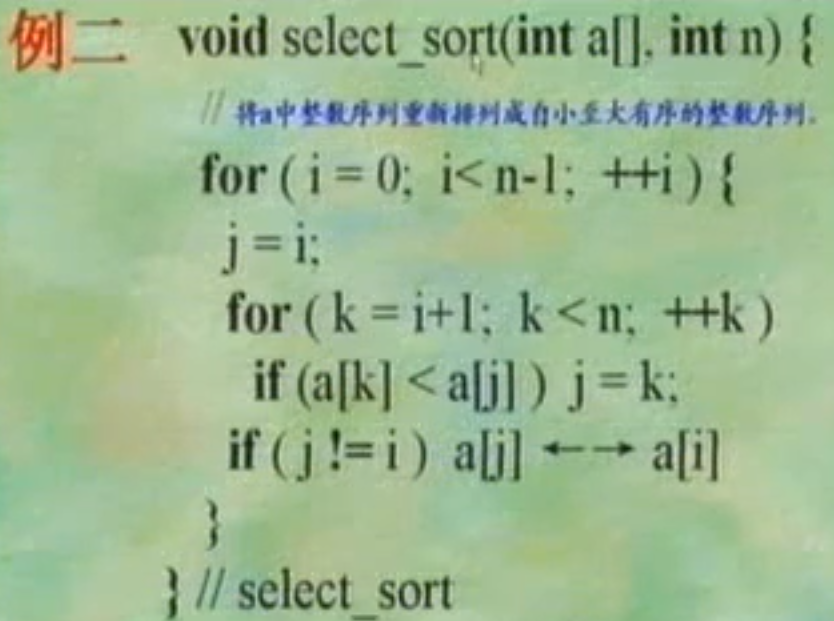 例二 void select_sort(int a[], int n) {
// 将a中整数序列重新排列成自小至大有序的整数序列.
for ( i = 0; i< n-1; ++i ) {
j = i;
for ( k = i+1; k < n; ++k )
if (a[k] < a[j] ) j = k;
if ( j != i ) a[j] ←→ a[i]
}
} // select_sort